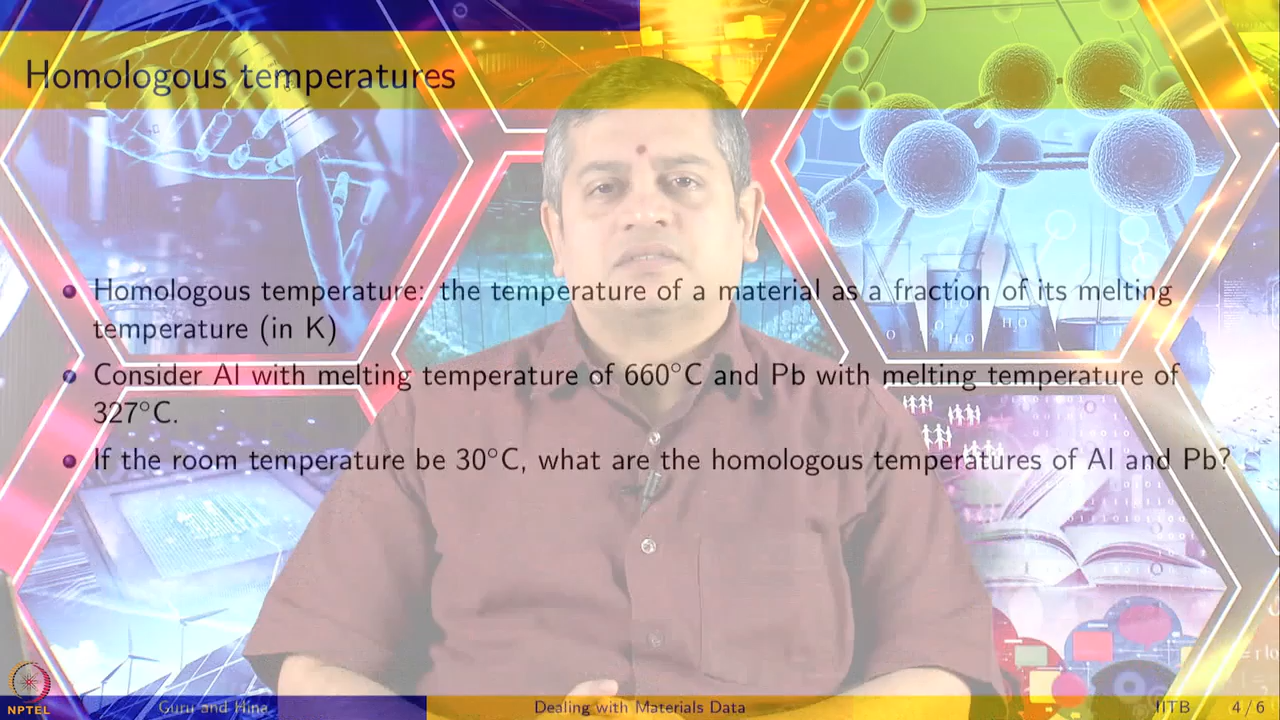 Homologous temperatures
Homologous temperature: the temperature of a material as a fraction of its melting
temperature (in K)
Consider Al with melting temperature of 660°C and Pb with melting temperature of
327°C.
If the room temperature be 30°C, what are the homologous temperatures of Al and Pb?
O
O
H O
H O
NPTEL
Guru and Hina
Dealing with Materials Data
IITB
4 / 6